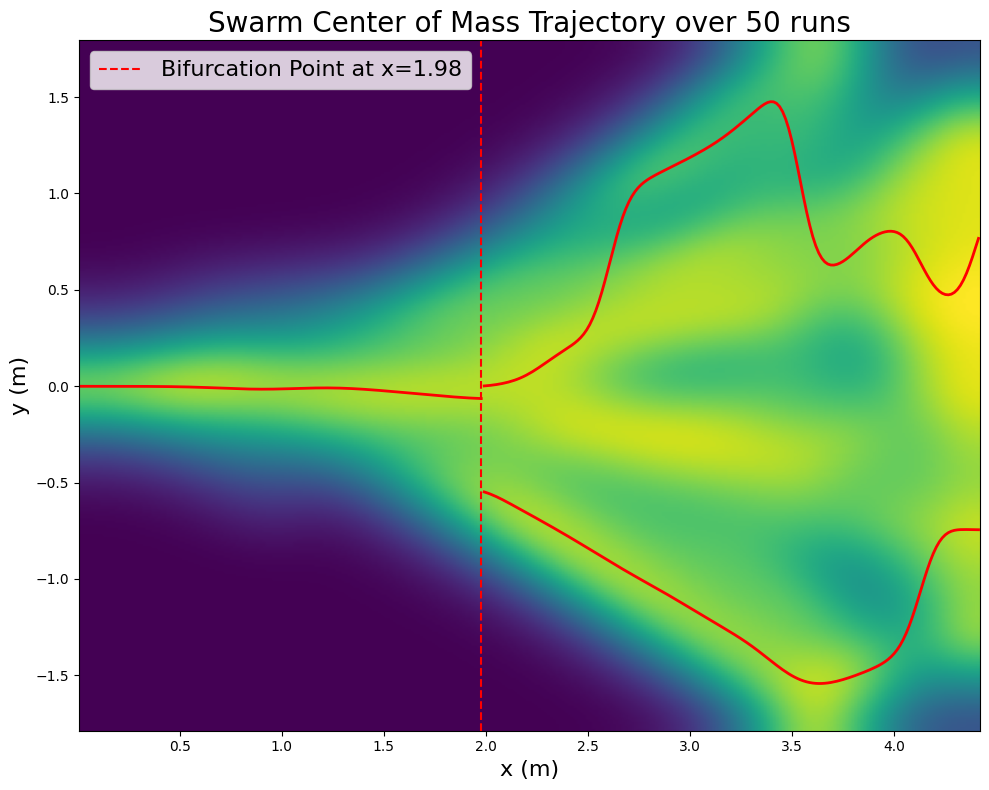 Swarm Center of Mass Trajectory over 50 runs
Bifurcation Point at x=1.98
1.5
1.0
0.5
0.0
−0.5
−1.0
−1.5
y (m)
0.5 1.0 1.5 2.0 2.5 3.0 3.5 4.0
x (m)